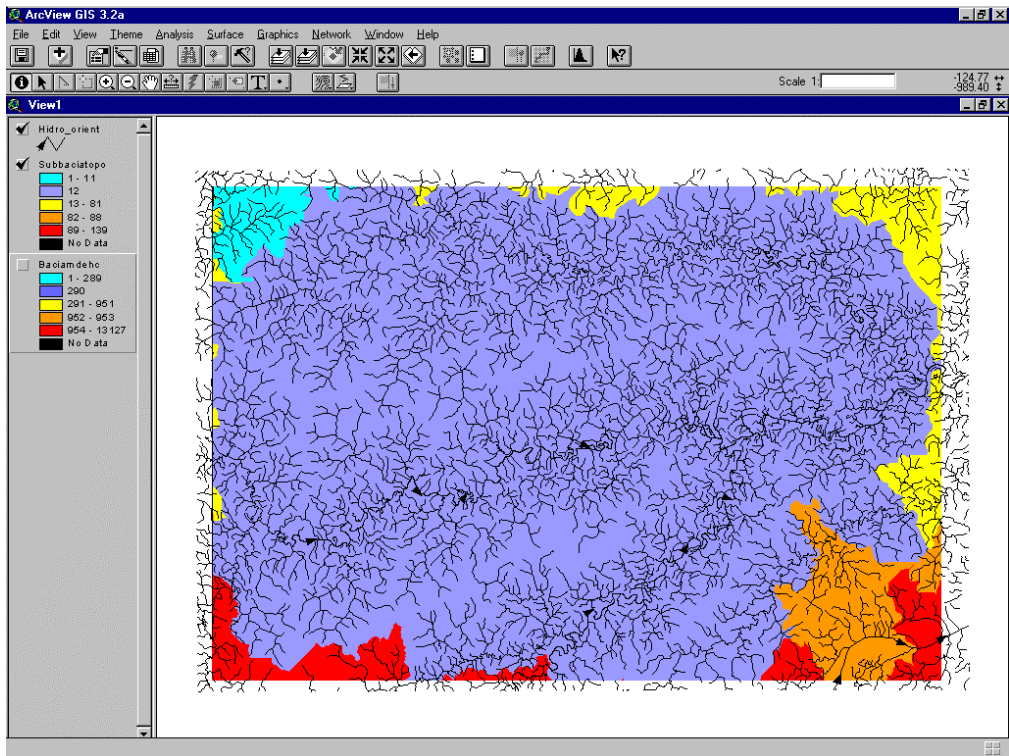 ArcView GIS 3.2a
File Edit View Theme Analysis Surface Graphics Network Window Help
T
Scale 1:
-124.77
-989.40
View1
Hidro_orient
Subbaciatopo
1 - 11
12
13 - 81
82 - 88
89 - 139
No Data
Baciamdehc
1 - 289
290
291 - 951
952 - 953
954 - 13127
No Data